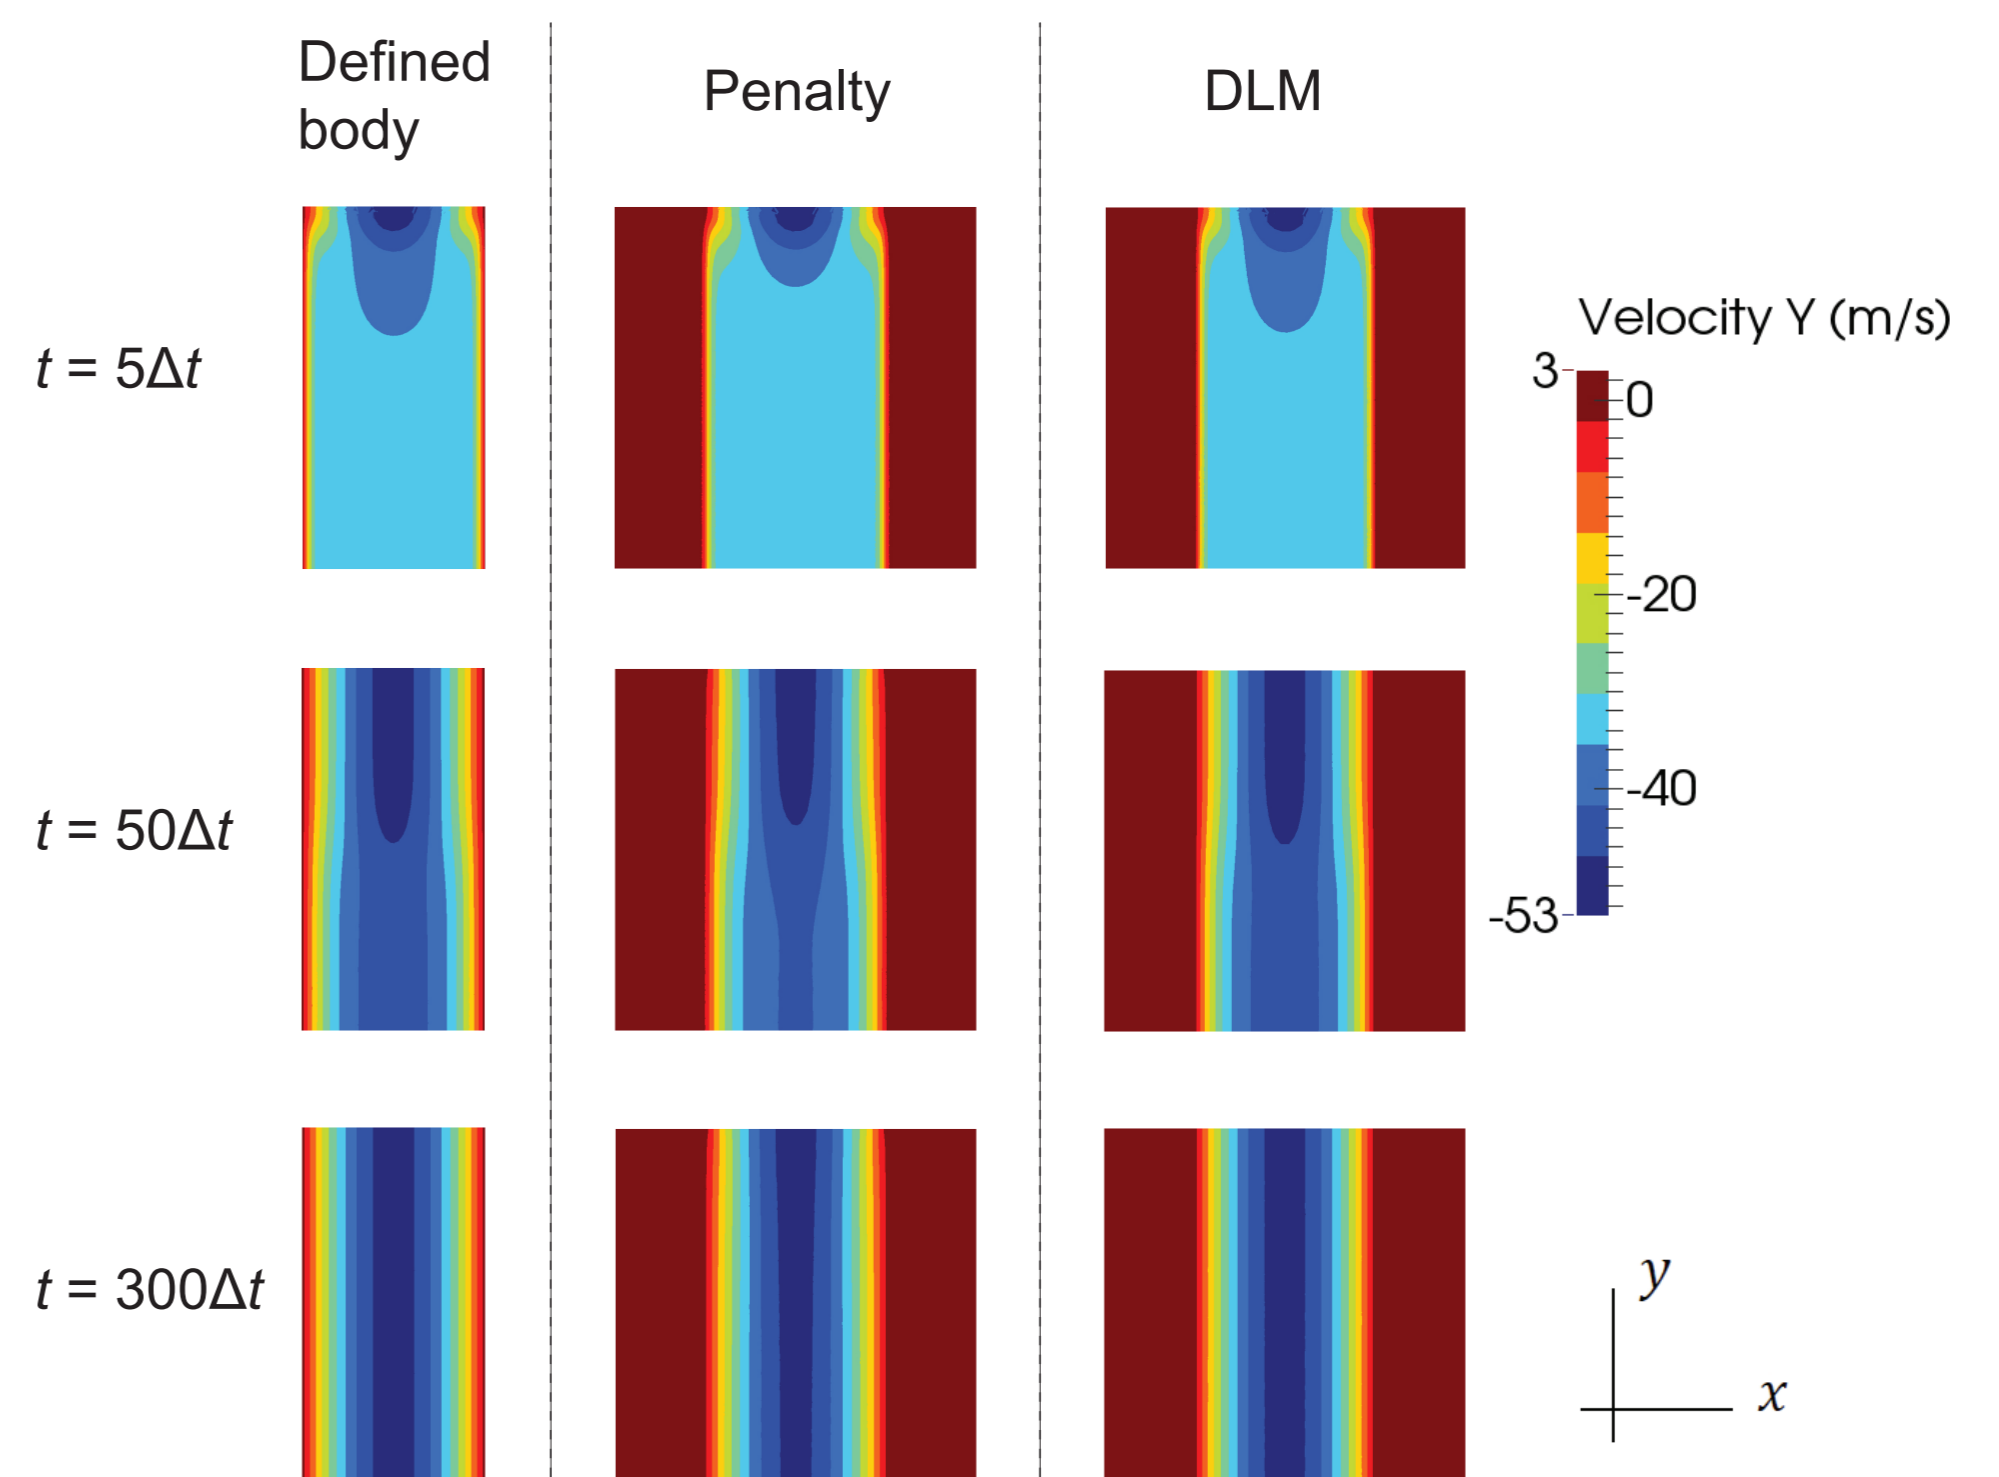 Defined
body
Penalty
DLM
t = 5Δt
Velocity Y (m/s)
3
0
-20
-40
-53
t = 50Δt
t = 300Δt
y
x